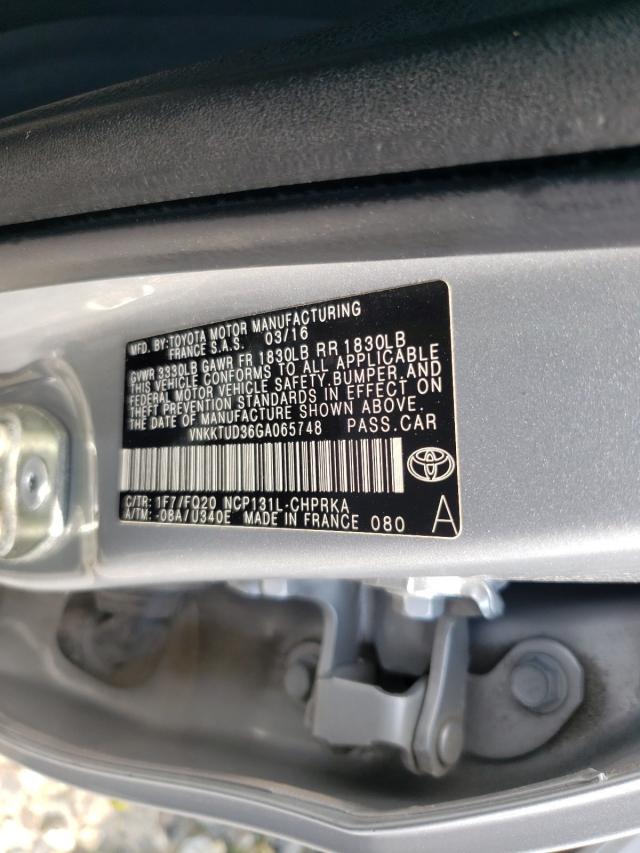 MFD. BY:TOYOTA MOTOR MANUFACTURING
FRANCE S.A.S. 03/16
GVWR 3330LB GAWR FR 1830LB RR 1830LB
THIS VEHICLE CONFORMS TO ALL APPLICABLE
FEDERAL MOTOR VEHICLE SAFETY, BUMPER, AND
THEFT PREVENTION STANDARDS IN EFFECT ON
THE DATE OF MANUFACTURE SHOWN ABOVE.
VNKKTUD36GA065748 PASS.CAR
C/TR: 1F7/FQ20 NCP131L-CHPRKA
A/TM: -08A/U340E MADE IN FRANCE 080 A